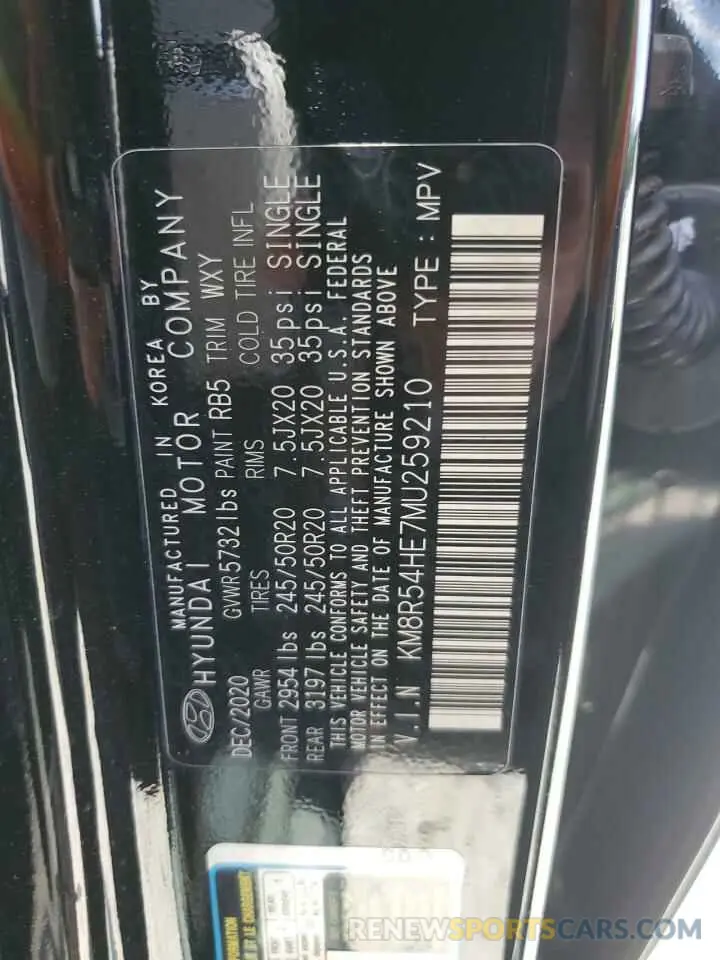 MANUFACTURED IN KOREA BY
HYUNDAI MOTOR COMPANY
DEC/2020 GVWR5732lbs PAINT RB5 TRIM WXY
GAWR TIRES RIMS COLD TIRE INFL
FRONT 2954 lbs 245/50R20 7.5JX20 35psi SINGLE
REAR 3197 lbs 245/50R20 7.5JX20 35psi SINGLE
THIS VEHICLE CONFORMS TO ALL APPLICABLE U.S.A. FEDERAL
MOTOR VEHICLE SAFETY AND THEFT PREVENTION STANDARDS
IN EFFECT ON THE DATE OF MANUFACTURE SHOWN ABOVE
V.I.N KM8R54HE7MU259210 TYPE : MPV
RENEWSPORTSCARS.COM